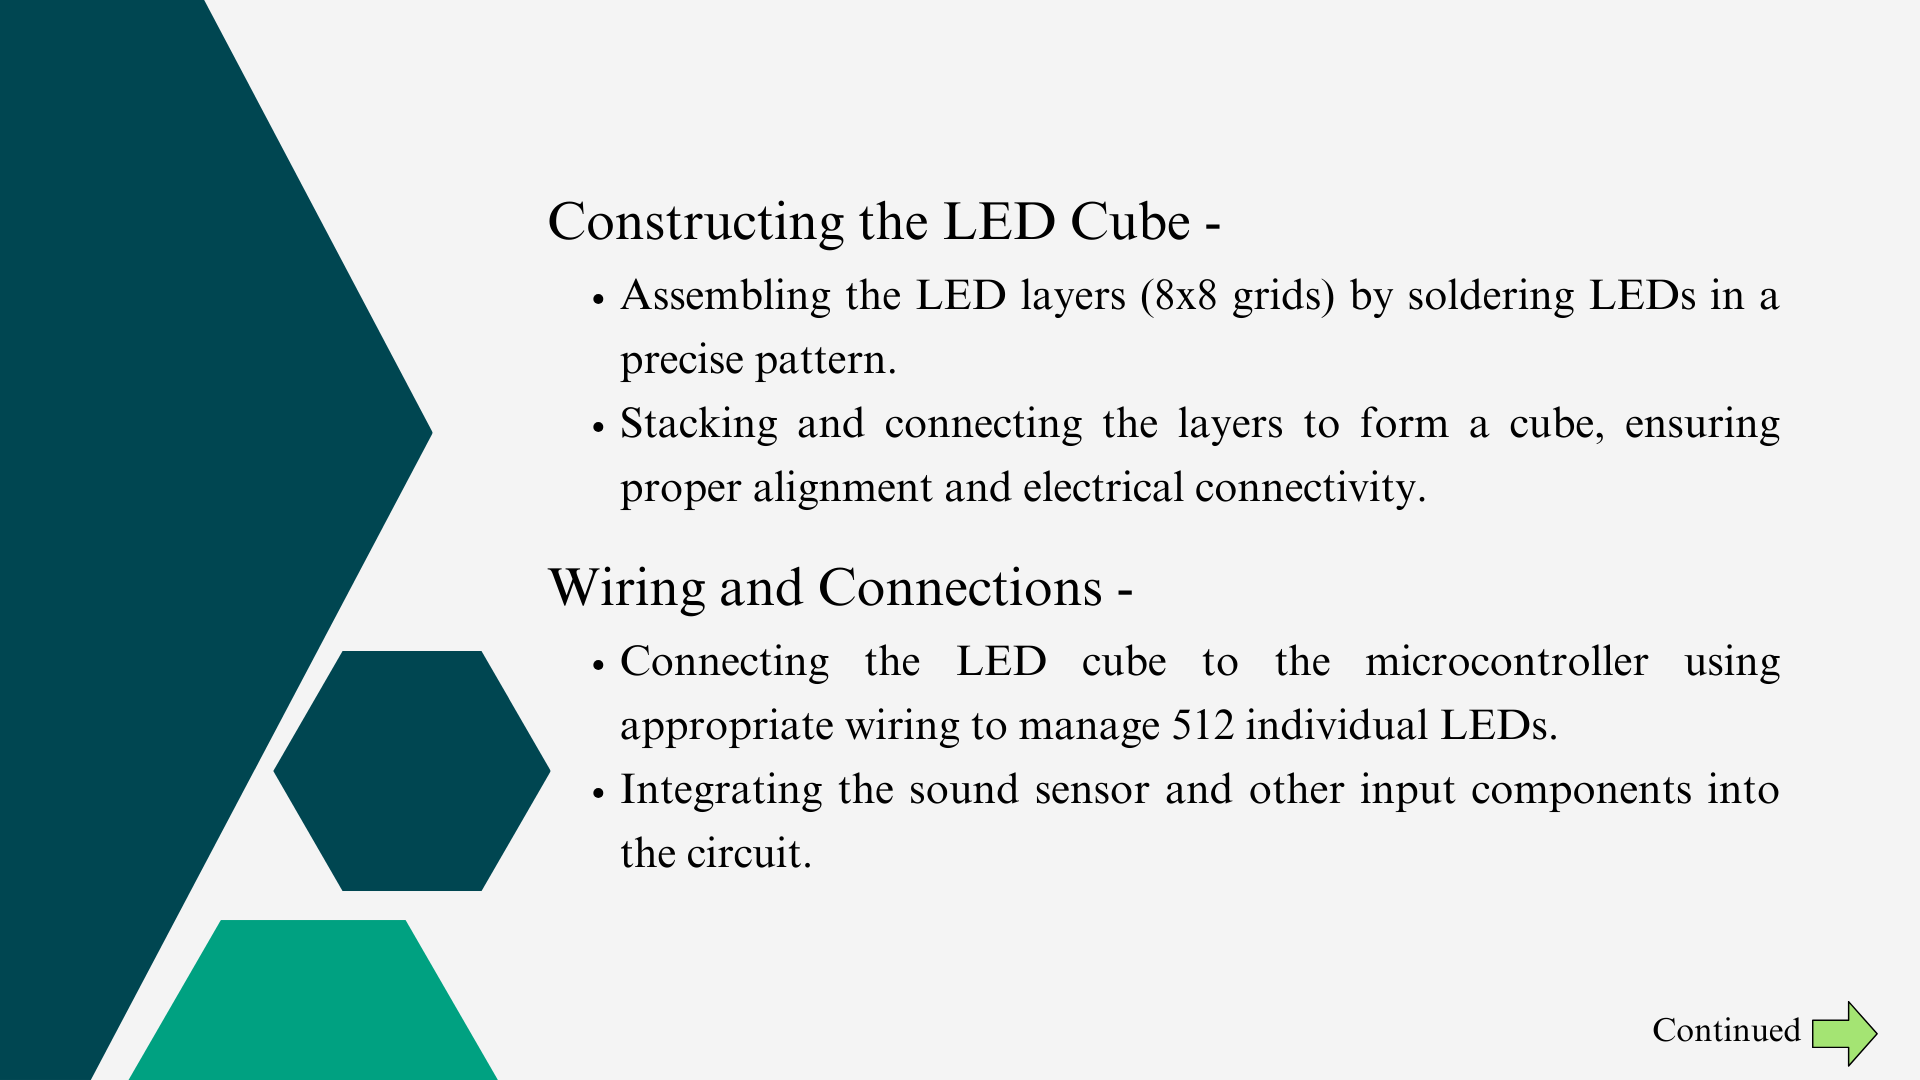 Constructing the LED Cube -
• Assembling the LED layers (8x8 grids) by soldering LEDs in a
precise pattern.
• Stacking and connecting the layers to form a cube, ensuring
proper alignment and electrical connectivity.
Wiring and Connections -
• Connecting the LED cube to the microcontroller using
appropriate wiring to manage 512 individual LEDs.
• Integrating the sound sensor and other input components into
the circuit.
Continued